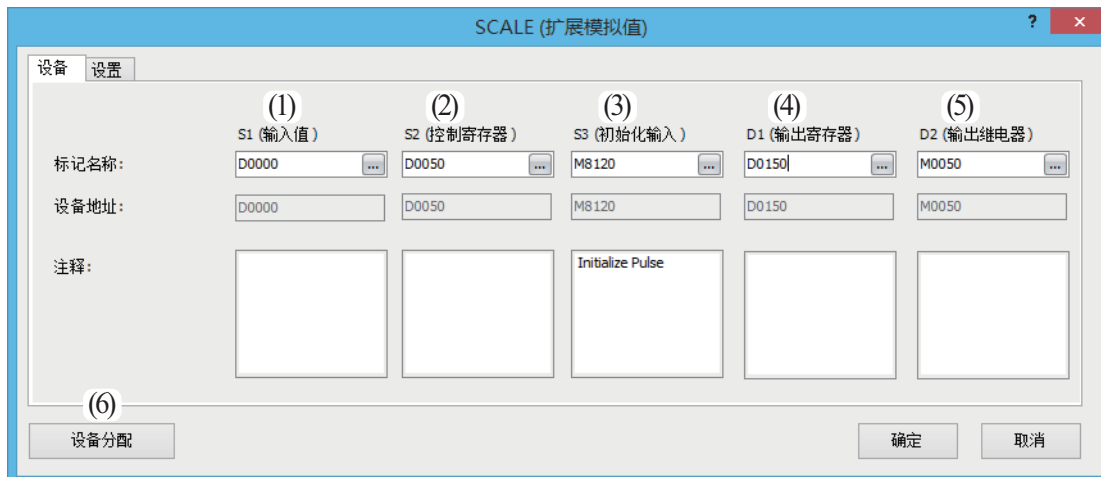 SCALE (扩展模拟值)
? ×
设备 设置
(1) (2) (3) (4) (5)
S1 (输入值) S2 (控制寄存器) S3 (初始化输入) D1 (输出寄存器) D2 (输出继电器)
标记名称: D0000 ... D0050 ... M8120 ... D0150 ... M0050 ...
设备地址: D0000 D0050 M8120 D0150 M0050
注释: Initialize Pulse
(6)
设备分配 确定 取消